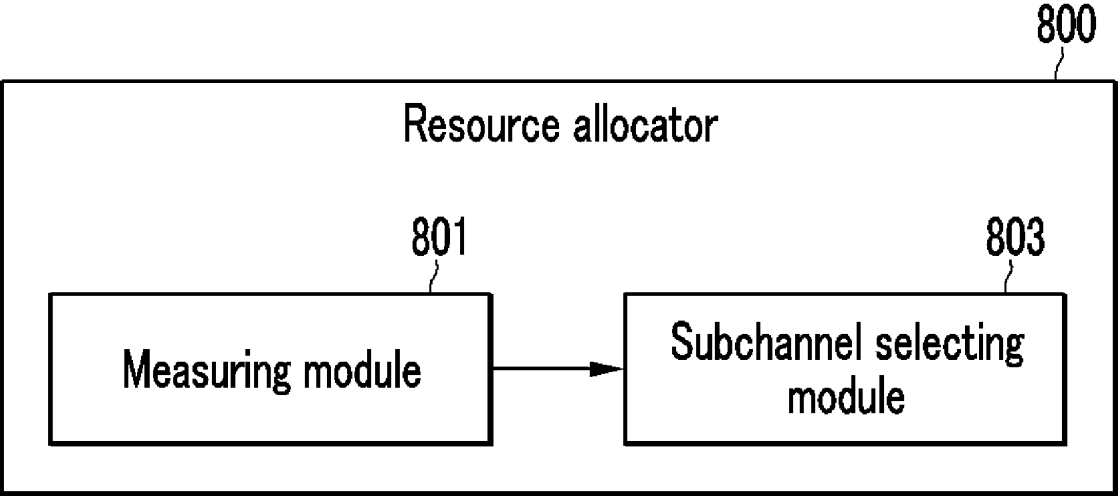 800
Resource allocator
801
803
Measuring module
Subchannel selecting
module